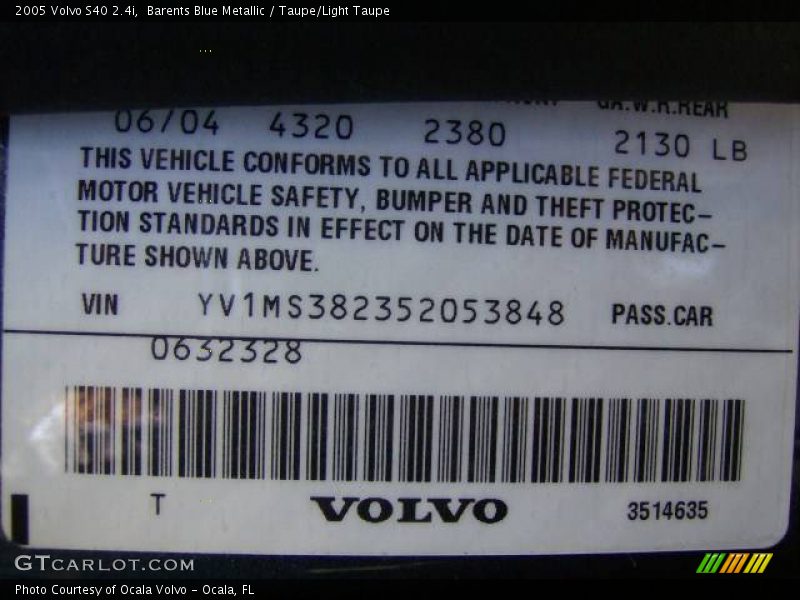 2005 Volvo S40 2.4i, Barents Blue Metallic / Taupe/Light Taupe
GA.W.R.REAR
06/04 4320 2380 2130 LB
THIS VEHICLE CONFORMS TO ALL APPLICABLE FEDERAL
MOTOR VEHICLE SAFETY, BUMPER AND THEFT PROTEC-
TION STANDARDS IN EFFECT ON THE DATE OF MANUFAC-
TURE SHOWN ABOVE.
VIN YV1MS382352053848 PASS.CAR
0632328
T VOLVO 3514635
GTCARLOT.COM
Photo Courtesy of Ocala Volvo - Ocala, FL